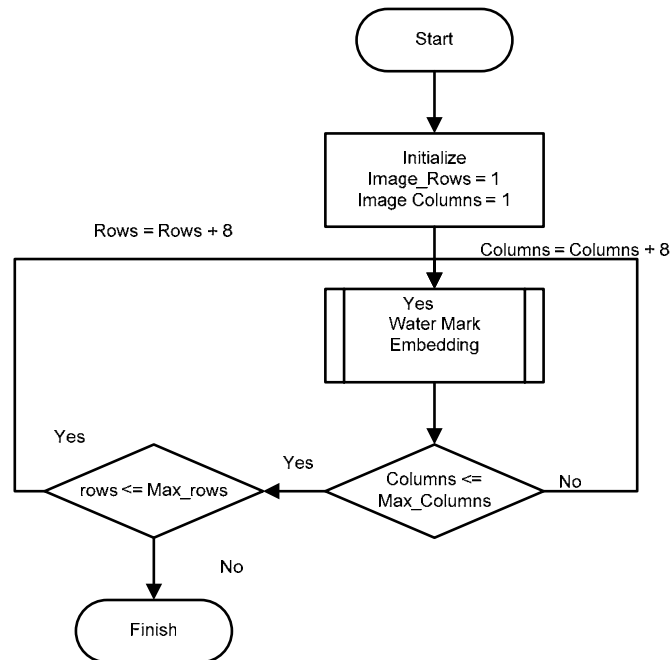 Start
Initialize
Image_Rows = 1
Image Columns = 1
Rows = Rows + 8
Columns = Columns + 8
Yes
Water Mark
Embedding
Yes
rows <= Max_rows
Yes
Columns <=
Max_Columns
No
No
Finish